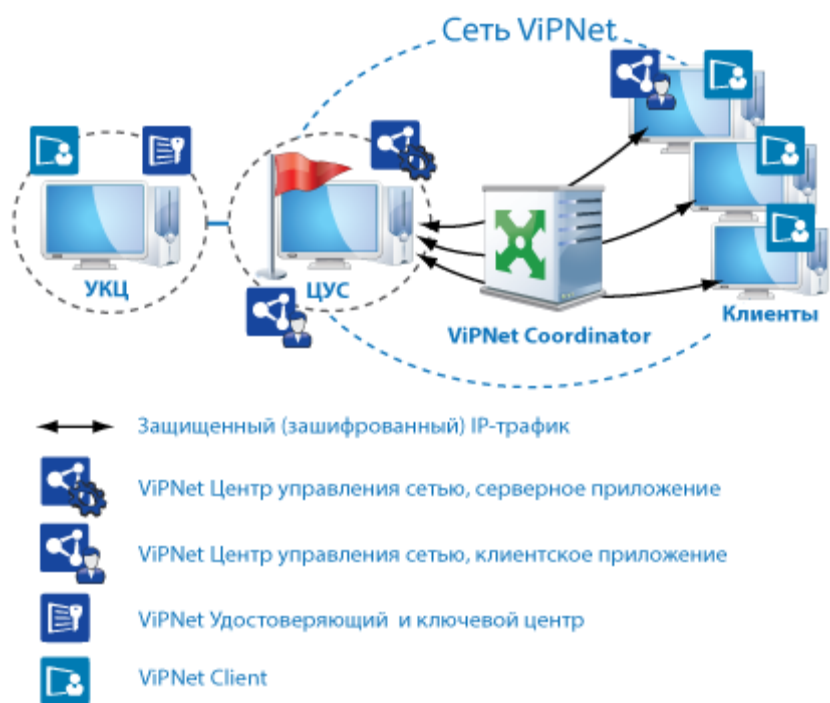 Сеть ViPNet
УКЦ
ЦУС
ViPNet Coordinator
Клиенты
Защищенный (зашифрованный) IP-трафик
ViPNet Центр управления сетью, серверное приложение
ViPNet Центр управления сетью, клиентское приложение
ViPNet Удостоверяющий и ключевой центр
ViPNet Client